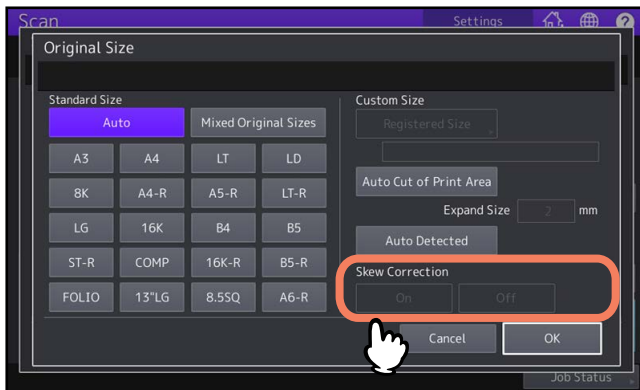 Scan
Settings
Original Size
Standard Size
Auto
Mixed Original Sizes
A3
A4
LT
LD
8K
A4-R
A5-R
LT-R
LG
16K
B4
B5
ST-R
COMP
16K-R
B5-R
FOLIO
13"LG
8.5SQ
A6-R
Custom Size
Registered Size
Auto Cut of Print Area
Expand Size 2 mm
Auto Detected
Skew Correction
On
Off
Cancel
OK
Job Status